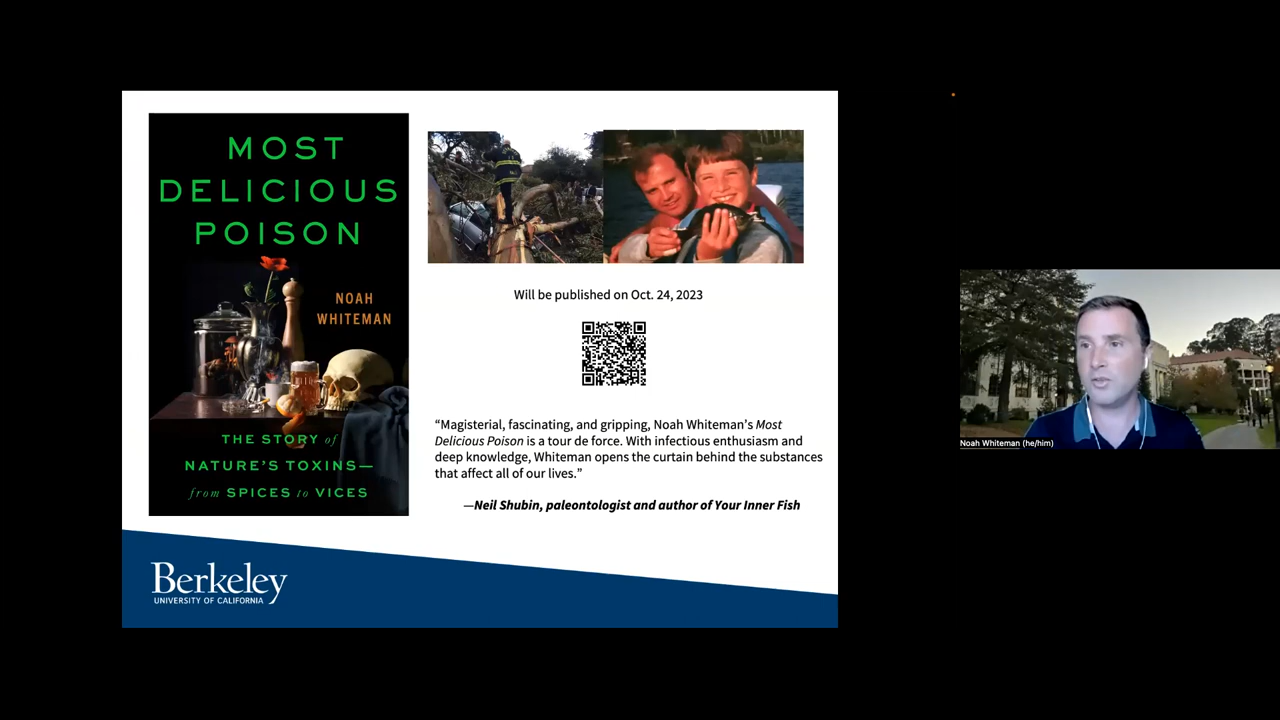 MOST
DELICIOUS
POISON
NOAH
WHITEMAN
THE STORY of
NATURE'S TOXINS—
from SPICES to VICES
Will be published on Oct. 24, 2023
“Magisterial, fascinating, and gripping, Noah Whiteman’s Most
Delicious Poison is a tour de force. With infectious enthusiasm and
deep knowledge, Whiteman opens the curtain behind the substances
that affect all of our lives.”
—Neil Shubin, paleontologist and author of Your Inner Fish
Berkeley
UNIVERSITY OF CALIFORNIA
Noah Whiteman (he/him)